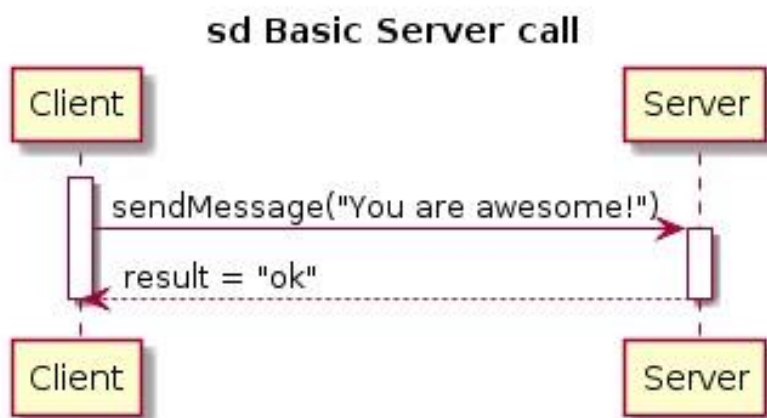 sd Basic Server call
Client Server
sendMessage("You are awesome!")
result = "ok"
Client Server